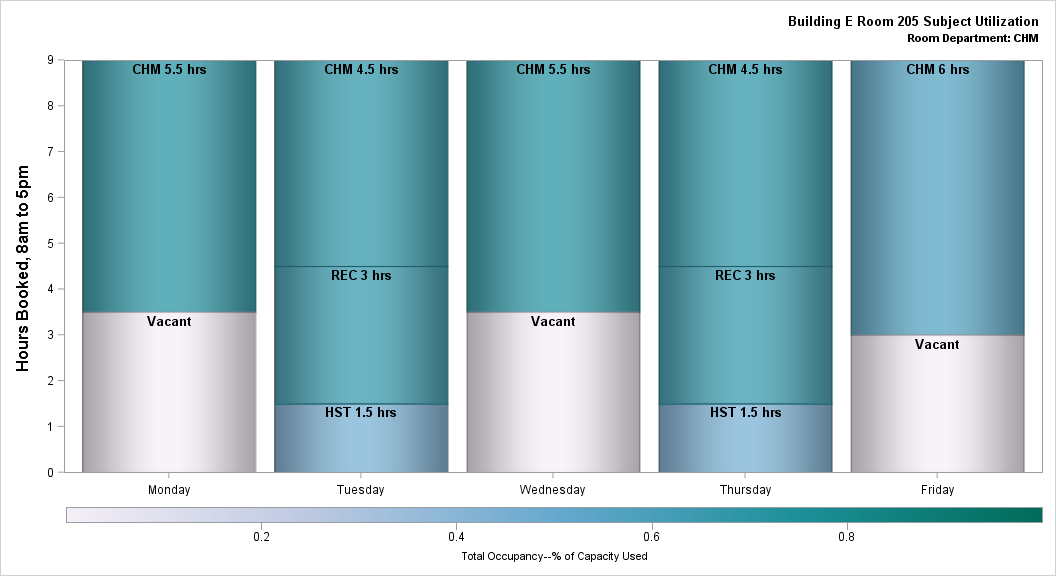 Building E Room 205 Subject Utilization
Room Department: CHM
Hours Booked, 8am to 5pm
9
8
7
6
5
4
3
2
1
0
CHM 5.5 hrs
Vacant
CHM 4.5 hrs
REC 3 hrs
HST 1.5 hrs
CHM 5.5 hrs
Vacant
CHM 4.5 hrs
REC 3 hrs
HST 1.5 hrs
CHM 6 hrs
Vacant
Monday
Tuesday
Wednesday
Thursday
Friday
0.2
0.4
0.6
0.8
Total Occupancy--% of Capacity Used